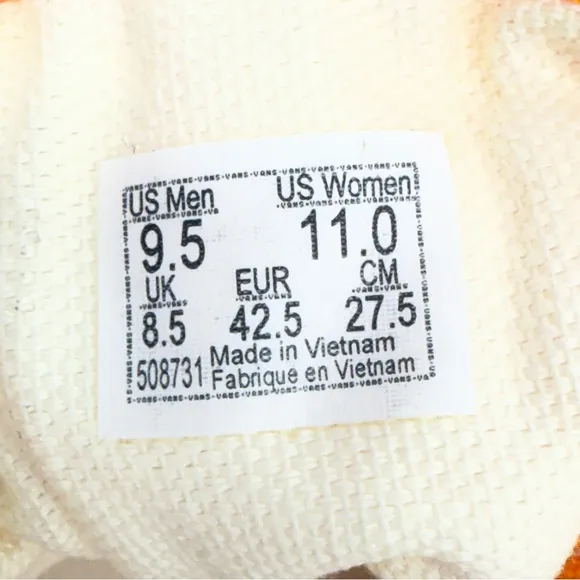 US Men US Women
9.5 11.0
UK EUR CM
8.5 42.5 27.5
508731 Made in Vietnam
Fabrique en Vietnam